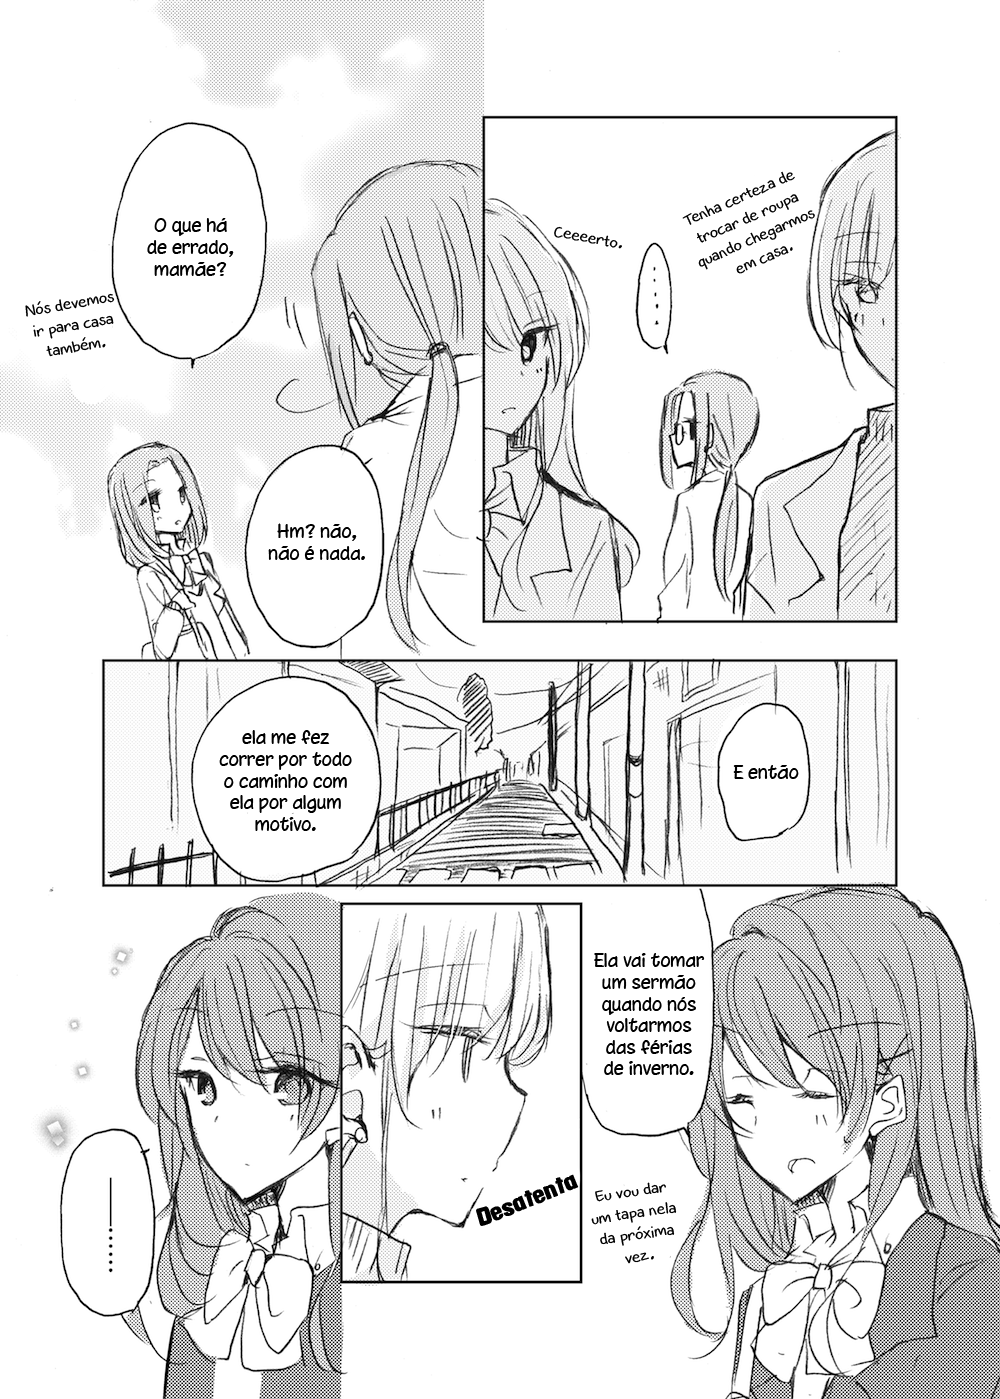 Tenha certeza de
trocar de roupa
quando chegarmos
em casa.
Ceeeerto.
.....
O que há
de errado,
mamãe?
Nós devemos
ir para casa
também.
Hm? não,
não é nada.
E então
ela me fez
correr por todo
o caminho com
ela por algum
motivo.
Ela vai tomar
um sermão
quando nós
voltarmos
das férias
de inverno.
Eu vou dar
um tapa nela
da próxima
vez.
Desatenta
—......